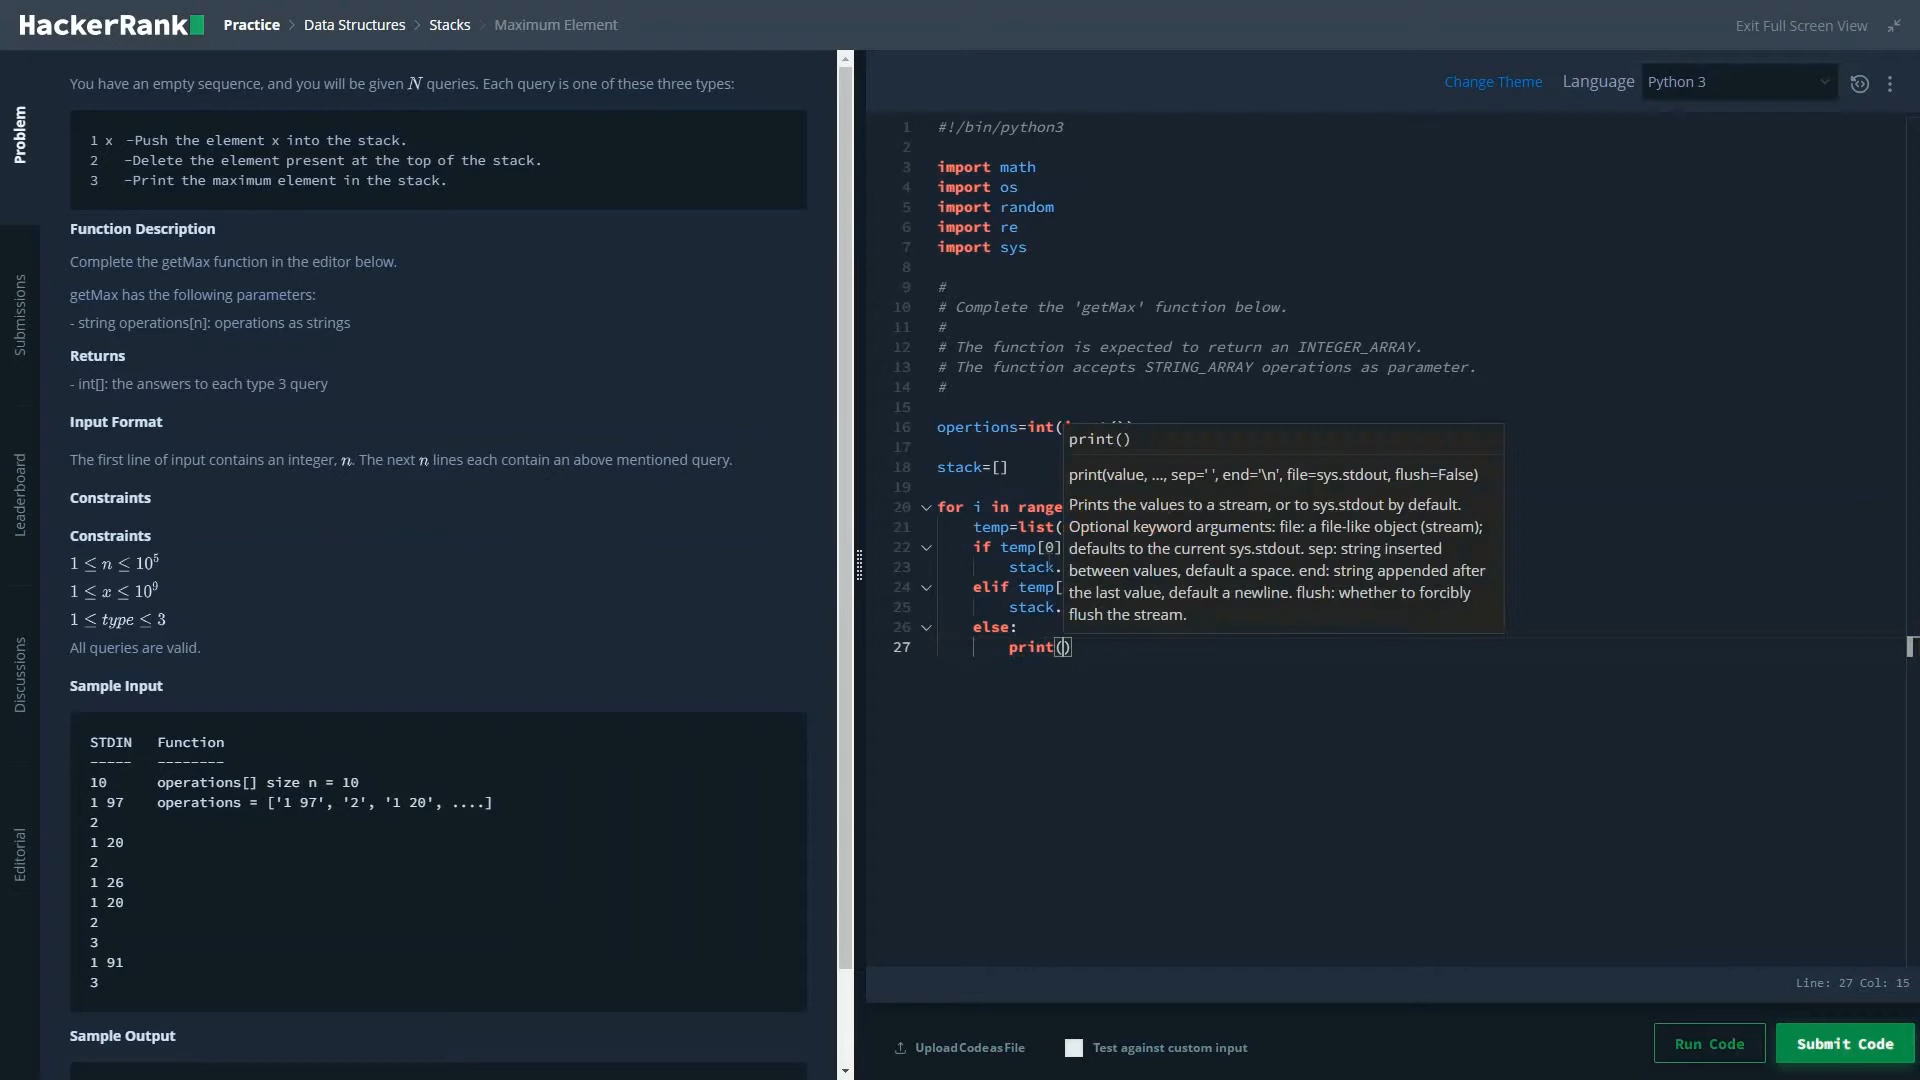 HackerRank Practice > Data Structures > Stacks > Maximum Element Exit Full Screen View
Problem
Submissions
Leaderboard
Discussions
Editorial
You have an empty sequence, and you will be given N queries. Each query is one of these three types:
1 x  -Push the element x into the stack.
2    -Delete the element present at the top of the stack.
3    -Print the maximum element in the stack.
Function Description
Complete the getMax function in the editor below.
getMax has the following parameters:
- string operations[n]: operations as strings
Returns
- int[]: the answers to each type 3 query
Input Format
The first line of input contains an integer, n. The next n lines each contain an above mentioned query.
Constraints
Constraints
1 ≤ n ≤ 10^5
1 ≤ x ≤ 10^9
1 ≤ type ≤ 3
All queries are valid.
Sample Input
STDIN   Function
-----   --------
10      operations[] size n = 10
1 97    operations = ['1 97', '2', '1 20', ....]
2
1 20
2
1 26
1 20
2
3
1 91
3
Sample Output
Change Theme Language Python 3
1 #!/bin/python3
2
3 import math
4 import os
5 import random
6 import re
7 import sys
8
9 #
10 # Complete the 'getMax' function below.
11 #
12 # The function is expected to return an INTEGER_ARRAY.
13 # The function accepts STRING_ARRAY operations as parameter.
14 #
15
16 opertions=int(
17
18 stack=[]
19
20 for i in range
21     temp=list(
22     if temp[0]
23         stack.
24     elif temp[
25         stack.
26     else:
27         print()
print()
print(value, ..., sep=' ', end='\n', file=sys.stdout, flush=False)
Prints the values to a stream, or to sys.stdout by default.
Optional keyword arguments: file: a file-like object (stream);
defaults to the current sys.stdout. sep: string inserted
between values, default a space. end: string appended after
the last value, default a newline. flush: whether to forcibly
flush the stream.
Line: 27 Col: 15
Upload Code as File Test against custom input Run Code Submit Code